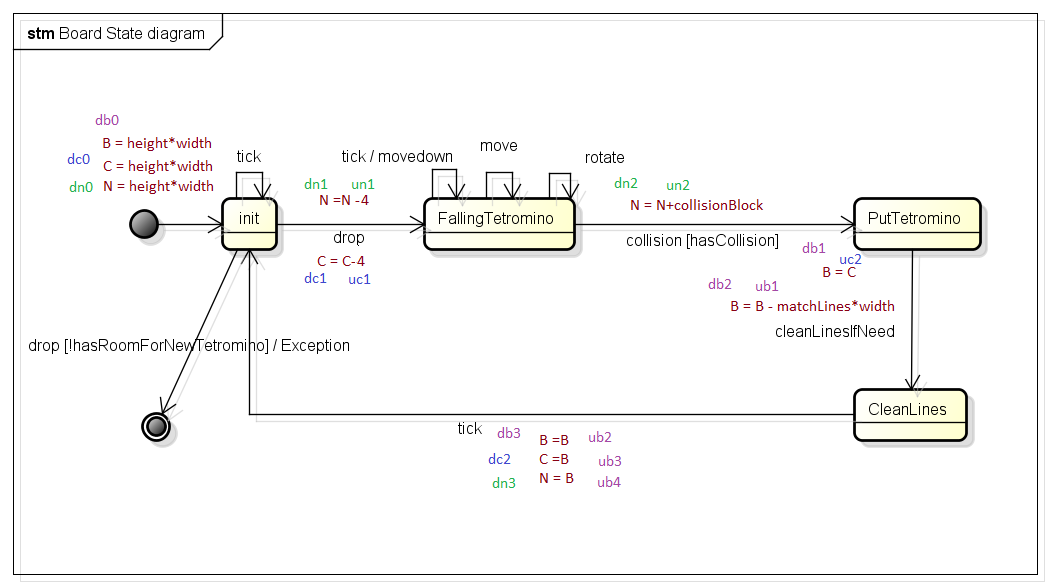 stm Board State diagram
db0
B = height*width
dc0
C = height*width
dn0
N = height*width
tick
tick / movedown
move
rotate
dn1 un1
N =N -4
dn2 un2
N = N+collisionBlock
init
FallingTetromino
PutTetromino
drop
C = C-4
dc1 uc1
collision [hasCollision]
db1
uc2
B = C
db2 ub1
B = B - matchLines*width
cleanLinesIfNeed
drop [!hasRoomForNewTetromino] / Exception
CleanLines
tick
db3 B =B ub2
dc2 C =B ub3
dn3 N = B ub4